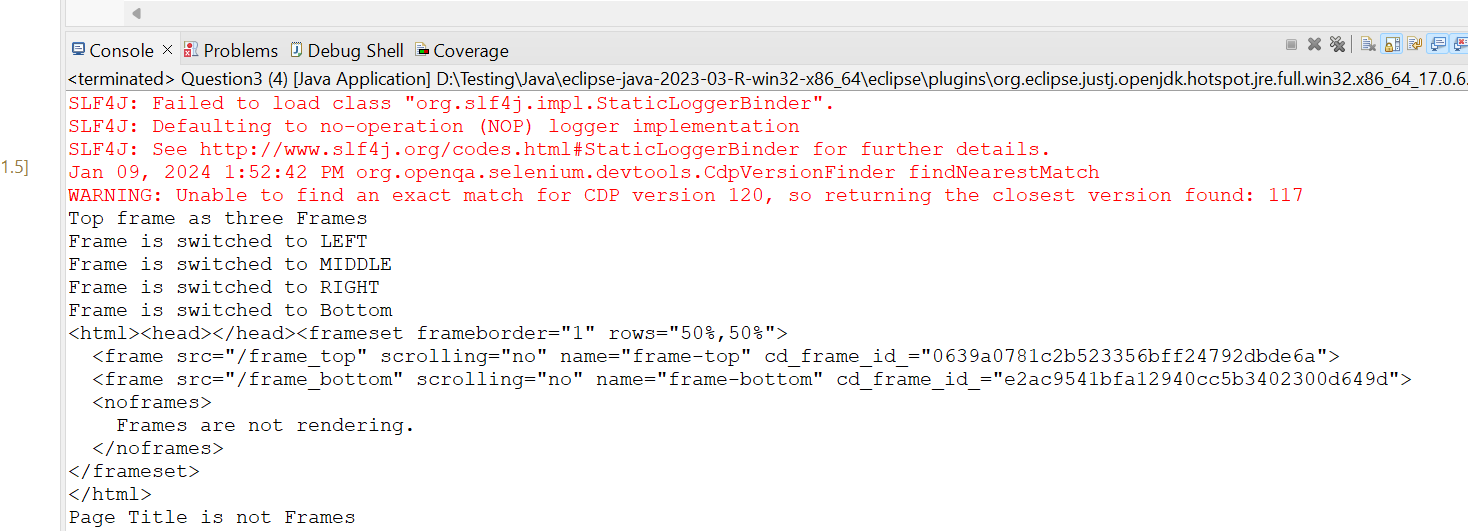 Console Problems Debug Shell Coverage
<terminated> Question3 (4) [Java Application] D:\Testing\Java\eclipse-java-2023-03-R-win32-x86_64\eclipse\plugins\org.eclipse.justj.openjdk.hotspot.jre.full.win32.x86_64_17.0.6.
SLF4J: Failed to load class "org.slf4j.impl.StaticLoggerBinder".
SLF4J: Defaulting to no-operation (NOP) logger implementation
SLF4J: See http://www.slf4j.org/codes.html#StaticLoggerBinder for further details.
1.5]
Jan 09, 2024 1:52:42 PM org.openqa.selenium.devtools.CdpVersionFinder findNearestMatch
WARNING: Unable to find an exact match for CDP version 120, so returning the closest version found: 117
Top frame as three Frames
Frame is switched to LEFT
Frame is switched to MIDDLE
Frame is switched to RIGHT
Frame is switched to Bottom
<html><head></head><frameset frameborder="1" rows="50%,50%">
  <frame src="/frame_top" scrolling="no" name="frame-top" cd_frame_id_="0639a0781c2b523356bff24792dbde6a">
  <frame src="/frame_bottom" scrolling="no" name="frame-bottom" cd_frame_id_="e2ac9541bfa12940cc5b3402300d649d">
  <noframes>
    Frames are not rendering.
  </noframes>
</frameset>
</html>
Page Title is not Frames